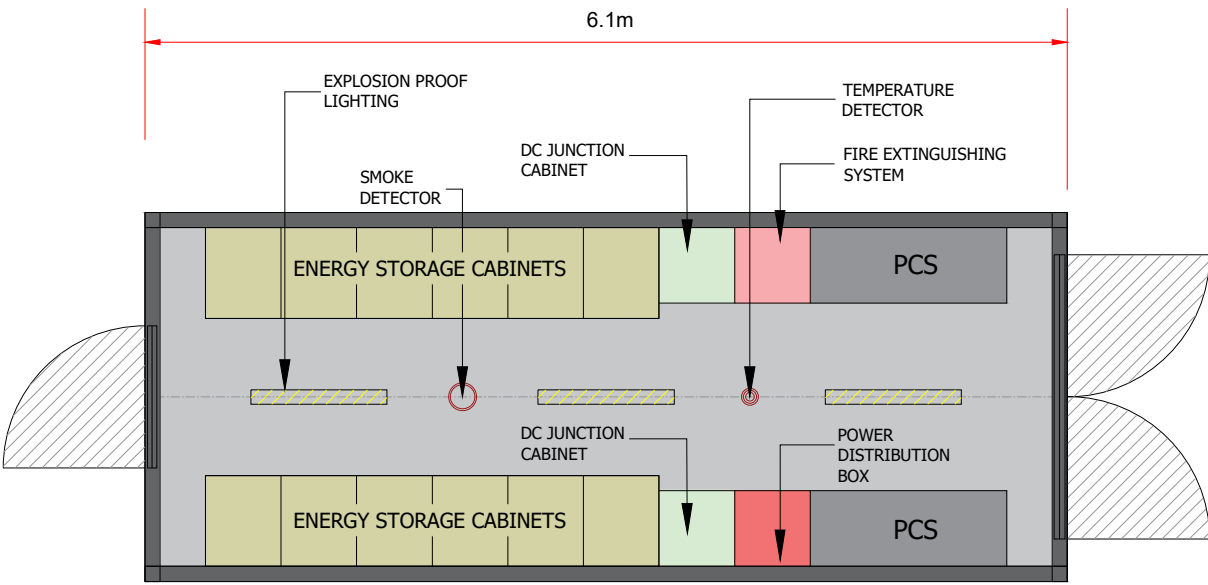 6.1m
EXPLOSION PROOF
LIGHTING
TEMPERATURE
DETECTOR
DC JUNCTION
CABINET
FIRE EXTINGUISHING
SYSTEM
SMOKE
DETECTOR
ENERGY STORAGE CABINETS
PCS
DC JUNCTION
CABINET
POWER
DISTRIBUTION
BOX
ENERGY STORAGE CABINETS
PCS